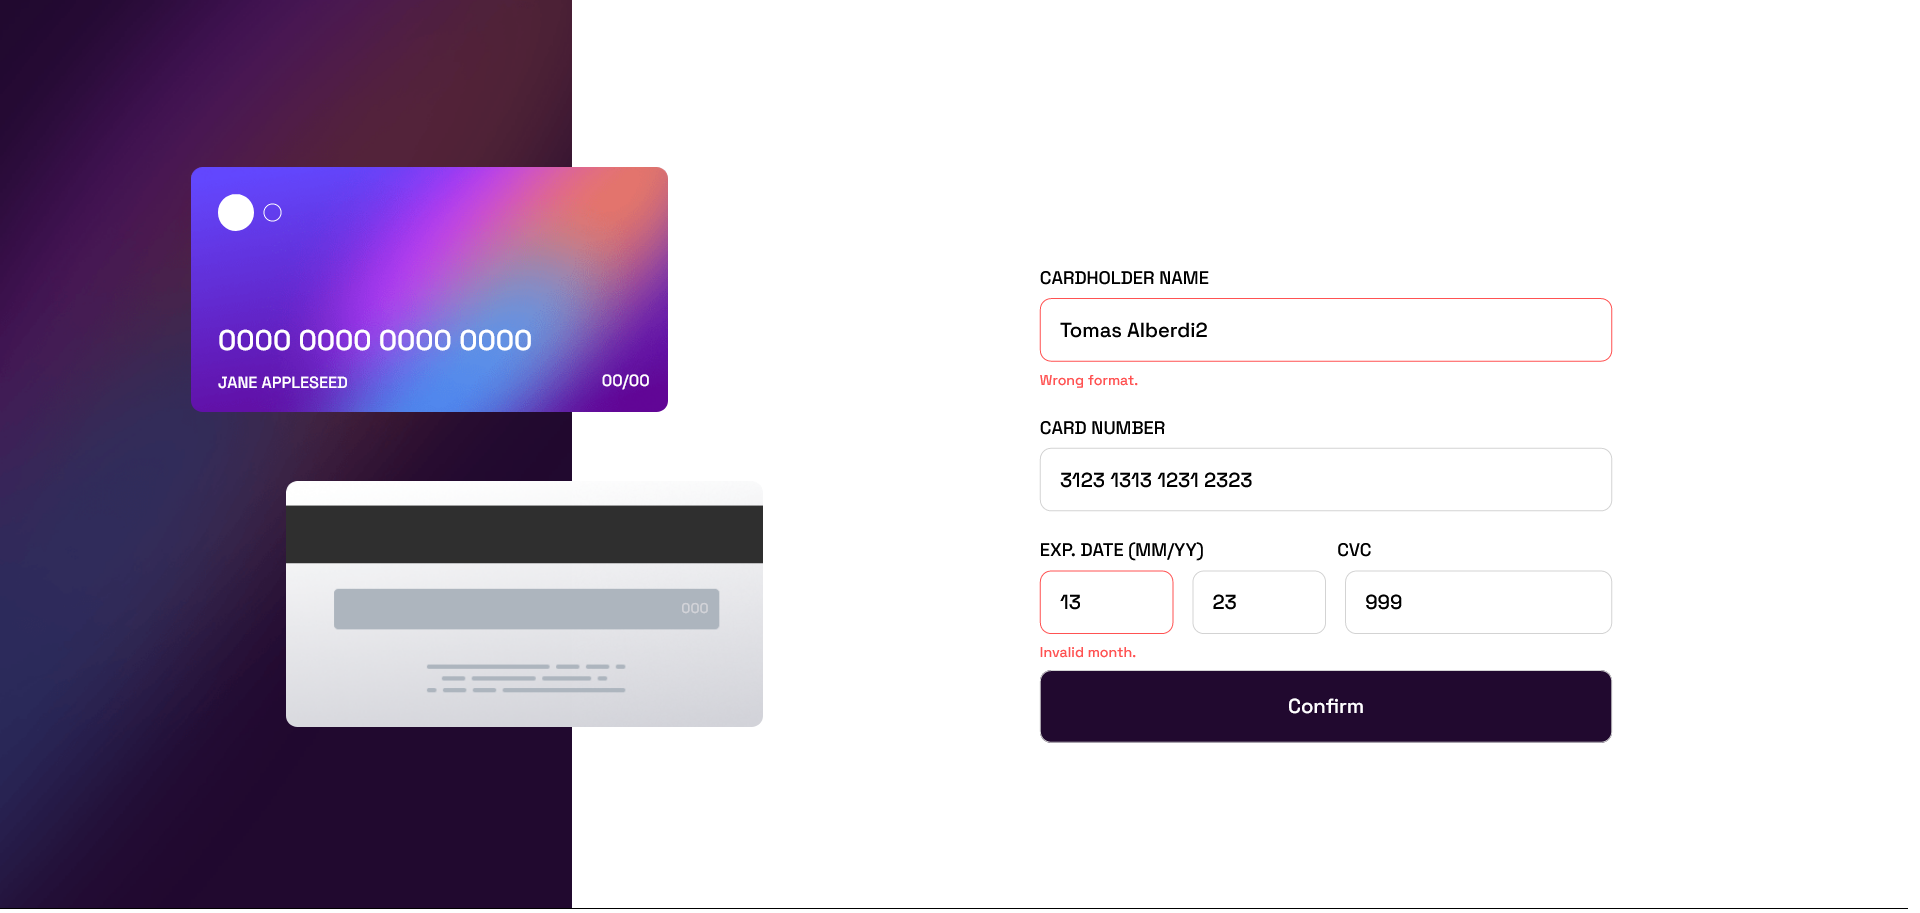 0000 0000 0000 0000
JANE APPLESEED 00/00
000
CARDHOLDER NAME
Tomas Alberdi2
Wrong format.
CARD NUMBER
3123 1313 1231 2323
EXP. DATE (MM/YY) CVC
13 23 999
Invalid month.
Confirm